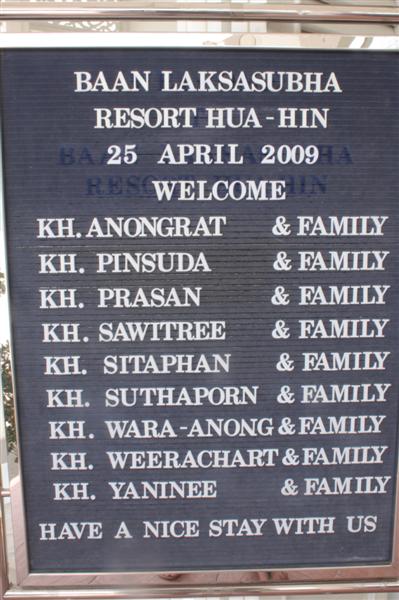 BAAN LAKSASUBHA
RESORT HUA-HIN
25 APRIL 2009
WELCOME
KH. ANONGRAT & FAMILY
KH. PINSUDA & FAMILY
KH. PRASAN & FAMILY
KH. SAWITREE & FAMILY
KH. SITAPHAN & FAMILY
KH. SUTHAPORN & FAMILY
KH. WARA-ANONG & FAMILY
KH. WEERACHART & FAMILY
KH. YANINEE & FAMILY
HAVE A NICE STAY WITH US